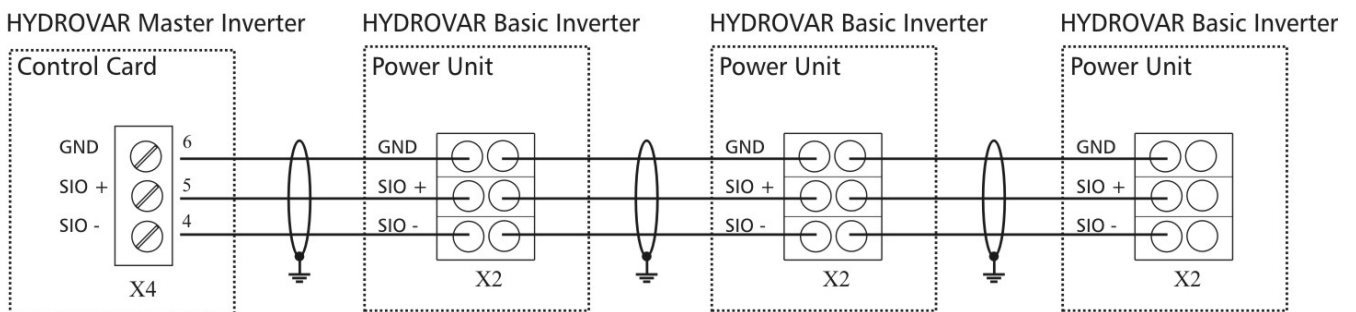 HYDROVAR Master Inverter HYDROVAR Basic Inverter HYDROVAR Basic Inverter HYDROVAR Basic Inverter
Control Card Power Unit Power Unit Power Unit
GND 6 GND GND GND
SIO + 5 SIO + SIO + SIO +
SIO - 4 SIO - SIO - SIO -
X4 X2 X2 X2